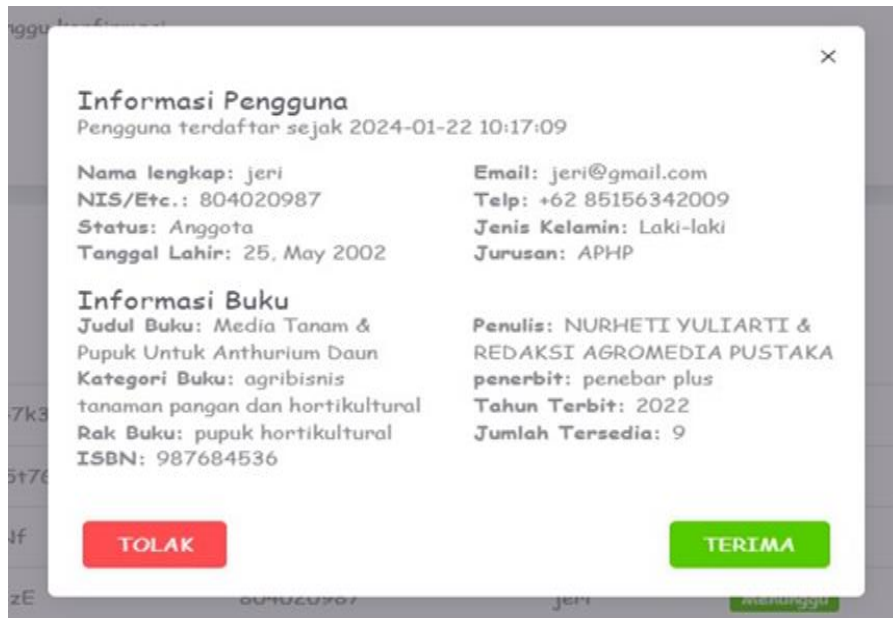 Informasi Pengguna
Pengguna terdaftar sejak 2024-01-22 10:17:09
Nama lengkap: jeri
NIS/Etc.: 804020987
Status: Anggota
Tanggal Lahir: 25, May 2002
Email: jeri@gmail.com
Telp: +62 85156342009
Jenis Kelamin: Laki-laki
Jurusan: APHP
Informasi Buku
Judul Buku: Media Tanam &
Pupuk Untuk Anthurium Daun
Kategori Buku: agribisnis
tanaman pangan dan hortikultural
Rak Buku: pupuk hortikultural
ISBN: 987684536
Penulis: NURHETI YULIARTI &
REDAKSI AGROMEDIA PUSTAKA
penerbit: penebar plus
Tahun Terbit: 2022
Jumlah Tersedia: 9
TOLAK
TERIMA
zE 804020987 jeri Menunggu